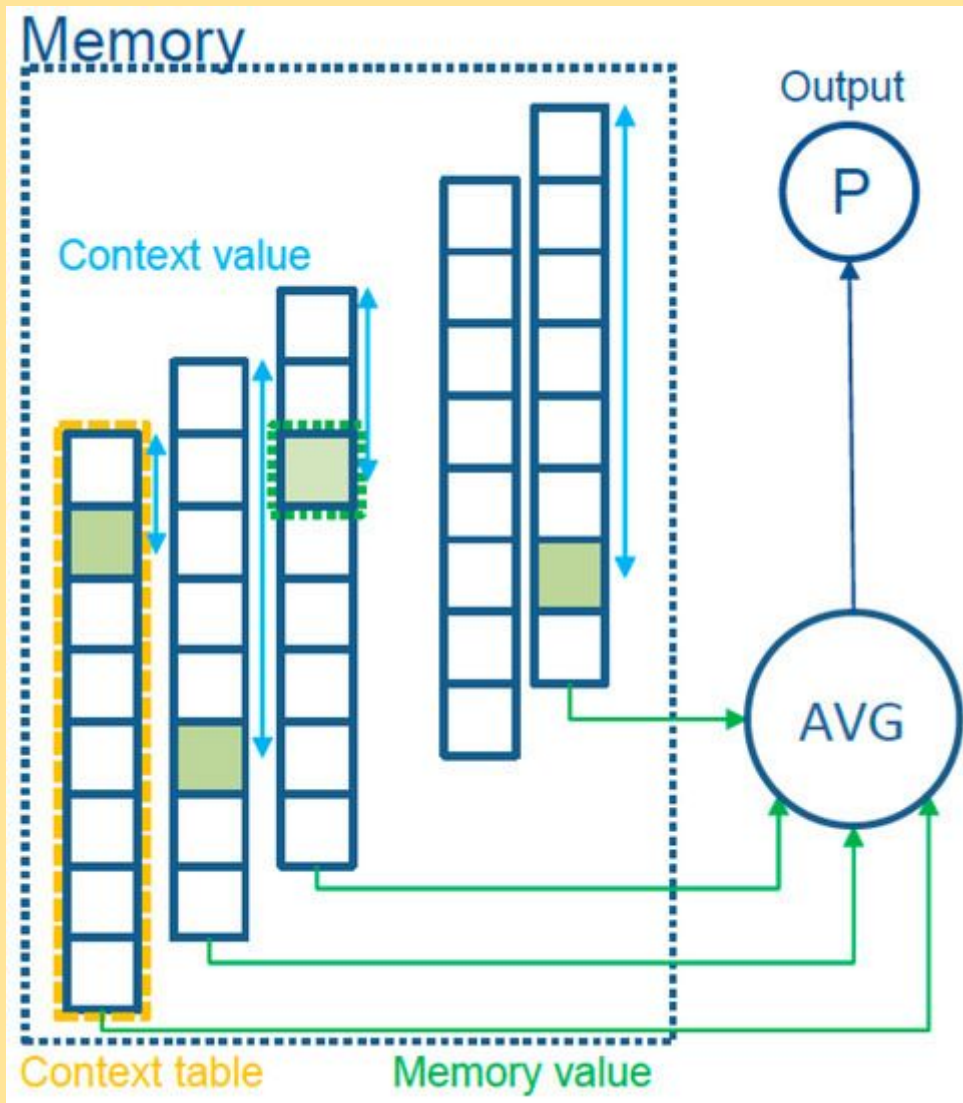 Memory
Output
P
Context value
AVG
Context table
Memory value